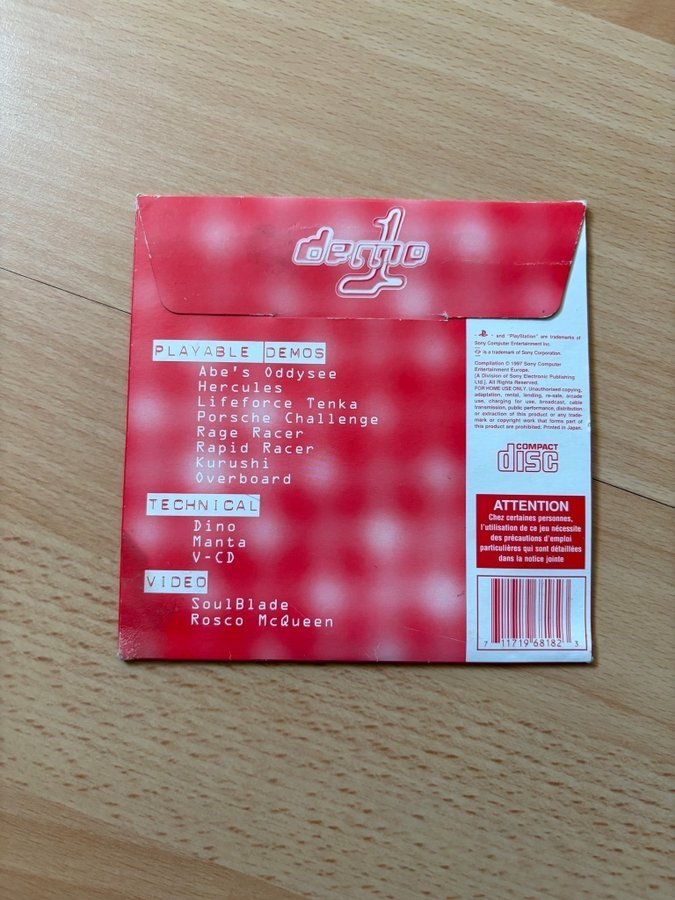 demo 1
PLAYABLE DEMOS
Abe's Oddysee
Hercules
Lifeforce Tenka
Porsche Challenge
Rage Racer
Rapid Racer
Kurushi
Overboard
TECHNICAL
Dino
Manta
V-CD
VIDEO
SoulBlade
Rosco McQueen
and "PlayStation" are trademarks of
Sony Computer Entertainment Inc.
is a trademark of Sony Corporation.
Compilation © 1997 Sony Computer
Entertainment Europe.
(A Division of Sony Electronic Publishing
Ltd.). All Rights Reserved.
FOR HOME USE ONLY. Unauthorised copying,
adaptation, rental, lending, re-sale, arcade
use, charging for use, broadcast, cable
transmission, public performance, distribution
or extraction of this product or any trade-
mark or copyright work that forms part of
this product are prohibited. Printed in Japan.
COMPACT
disc
ATTENTION
Chez certaines personnes,
l'utilisation de ce jeu nécessite
des précautions d'emploi
particulières qui sont détaillées
dans la notice jointe
7 11719 68182 3